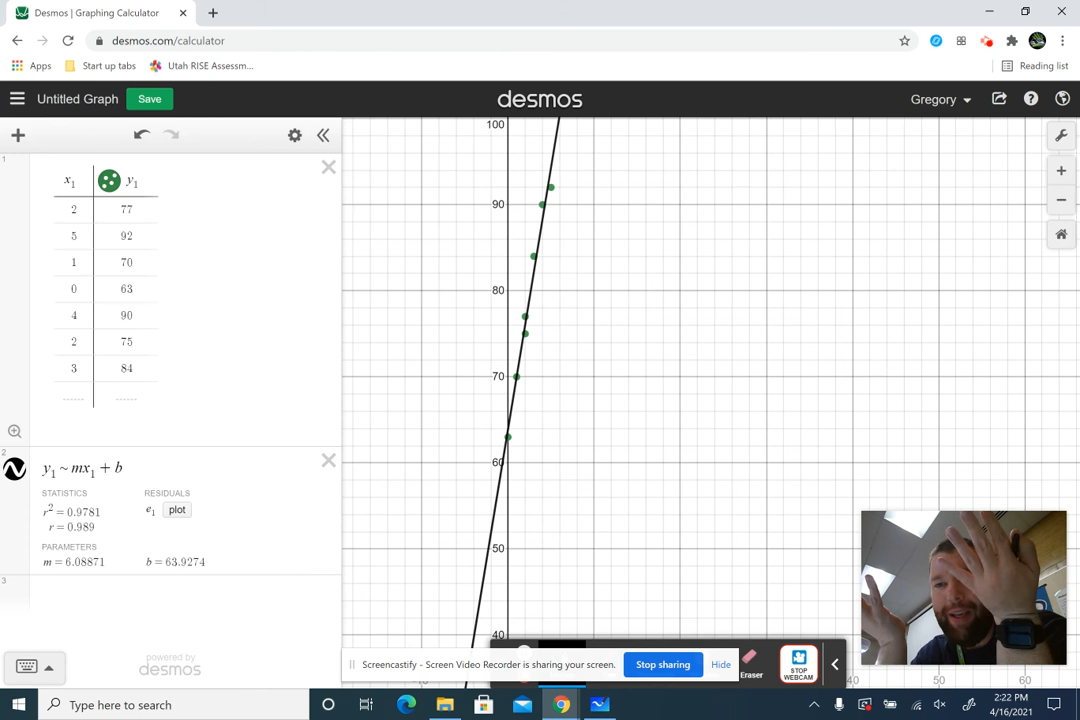 Desmos | Graphing Calculator
desmos.com/calculator
Apps Start up tabs Utah RISE Assessm... Reading list
Untitled Graph Save desmos Gregory
1
x1 y1
2 77
5 92
1 70
0 63
4 90
2 75
3 84
2
y1 ~ mx1 + b
STATISTICS RESIDUALS
r2 = 0.9781 e1 plot
r = 0.989
PARAMETERS
m = 6.08871 b = 63.9274
3
powered by
desmos
100
90
80
70
60
50
40
40 50 60
Screencastify - Screen Video Recorder is sharing your screen. Stop sharing Hide
Eraser
STOP
WEBCAM
Type here to search
2:22 PM
4/16/2021